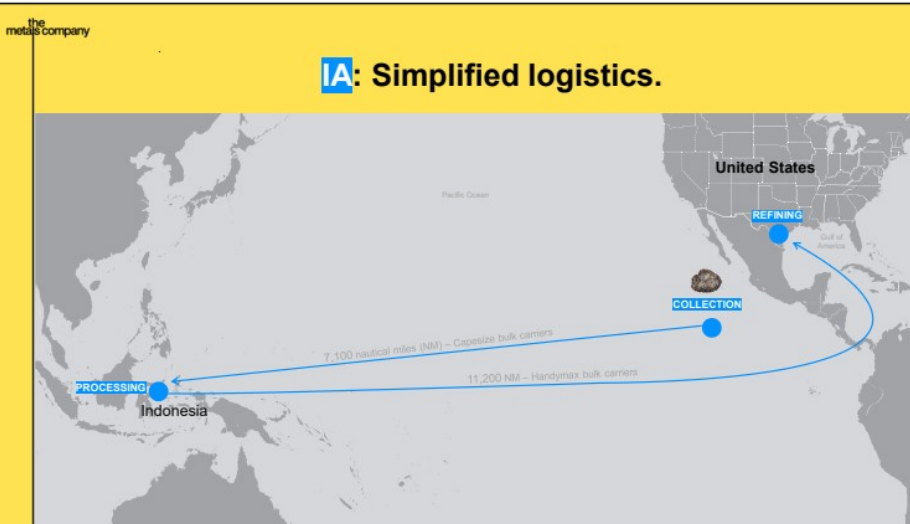 the
metals company
IA: Simplified logistics.
United States
Pacific Ocean
REFINING
Gulf of
America
COLLECTION
7,100 nautical miles (NM) – Capesize bulk carriers
11,200 NM – Handymax bulk carriers
PROCESSING
Indonesia